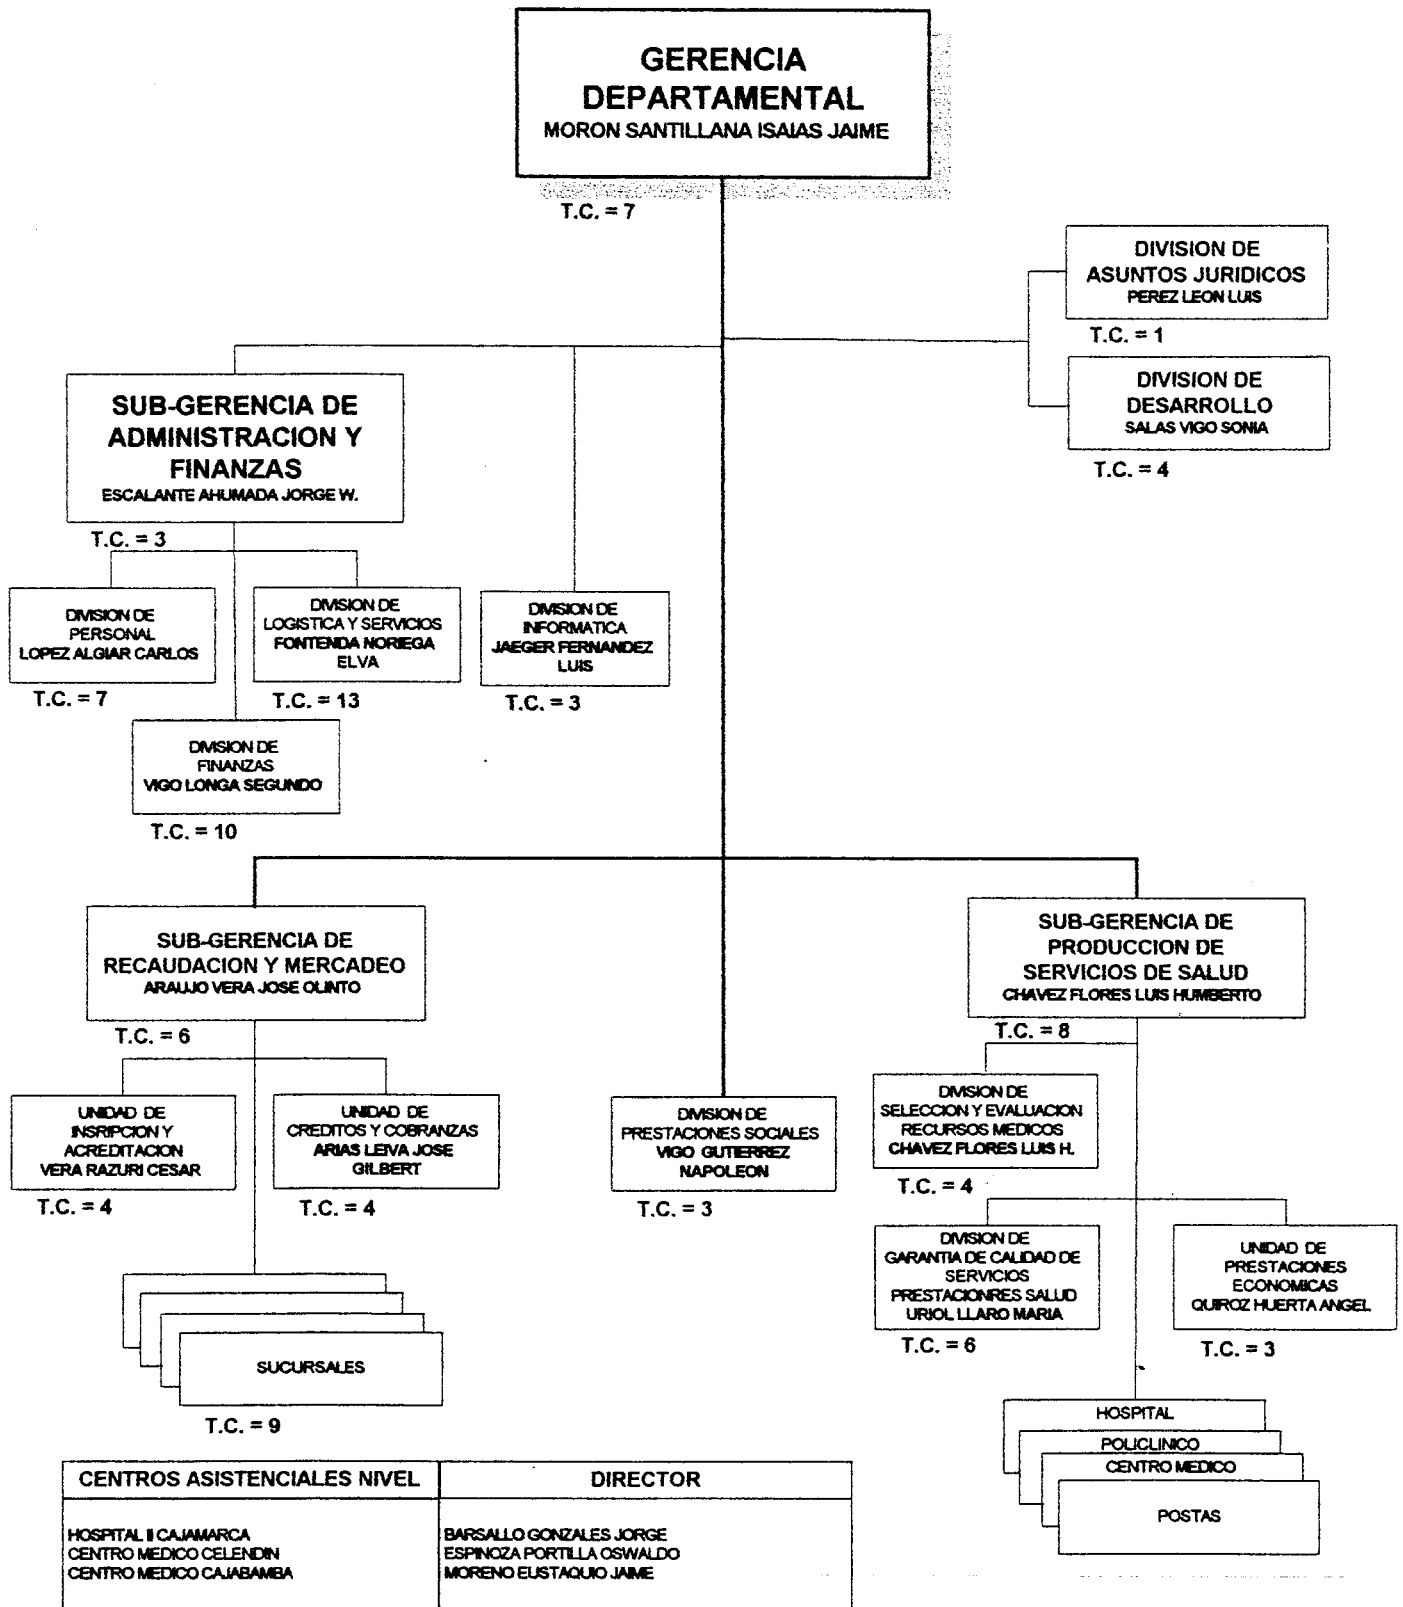 GERENCIA
DEPARTAMENTAL
MORON SANTILLANA ISAIAS JAIME
T.C. = 7
DIVISION DE
ASUNTOS JURIDICOS
PEREZ LEON LUIS
T.C. = 1
DIVISION DE
DESARROLLO
SALAS VIGO SONIA
T.C. = 4
SUB-GERENCIA DE
ADMINISTRACION Y
FINANZAS
ESCALANTE AHUMADA JORGE W.
T.C. = 3
DIVISION DE
PERSONAL
LOPEZ ALGIAR CARLOS
T.C. = 7
DIVISION DE
LOGISTICA Y SERVICIOS
FONTENDA NORIEGA
ELVA
T.C. = 13
DIVISION DE
INFORMATICA
JAEGER FERNANDEZ
LUIS
T.C. = 3
DIVISION DE
FINANZAS
VIGO LONGA SEGUNDO
T.C. = 10
SUB-GERENCIA DE
RECAUDACION Y MERCADEO
ARAUJO VERA JOSE OLINTO
T.C. = 6
SUB-GERENCIA DE
PRODUCCION DE
SERVICIOS DE SALUD
CHAVEZ FLORES LUIS HUMBERTO
T.C. = 8
UNIDAD DE
INSRIPCION Y
ACREDITACION
VERA RAZURI CESAR
T.C. = 4
UNIDAD DE
CREDITOS Y COBRANZAS
ARIAS LEIVA JOSE
GILBERT
T.C. = 4
DIVISION DE
PRESTACIONES SOCIALES
VIGO GUTIERREZ
NAPOLEON
T.C. = 3
DIVISION DE
SELECCION Y EVALUACION
RECURSOS MEDICOS
CHAVEZ FLORES LUIS H.
T.C. = 4
DIVISION DE
GARANTIA DE CALIDAD DE
SERVICIOS
PRESTACIONRES SALUD
URIOL LLARO MARIA
T.C. = 6
UNIDAD DE
PRESTACIONES
ECONOMICAS
QUIROZ HUERTA ANGEL
T.C. = 3
SUCURSALES
T.C. = 9
HOSPITAL
POLICLINICO
CENTRO MEDICO
POSTAS
CENTROS ASISTENCIALES NIVEL DIRECTOR
HOSPITAL II CAJAMARCA BARSALLO GONZALES JORGE
CENTRO MEDICO CELENDIN ESPINOZA PORTILLA OSWALDO
CENTRO MEDICO CAJABAMBA MORENO EUSTAQUIO JAIME